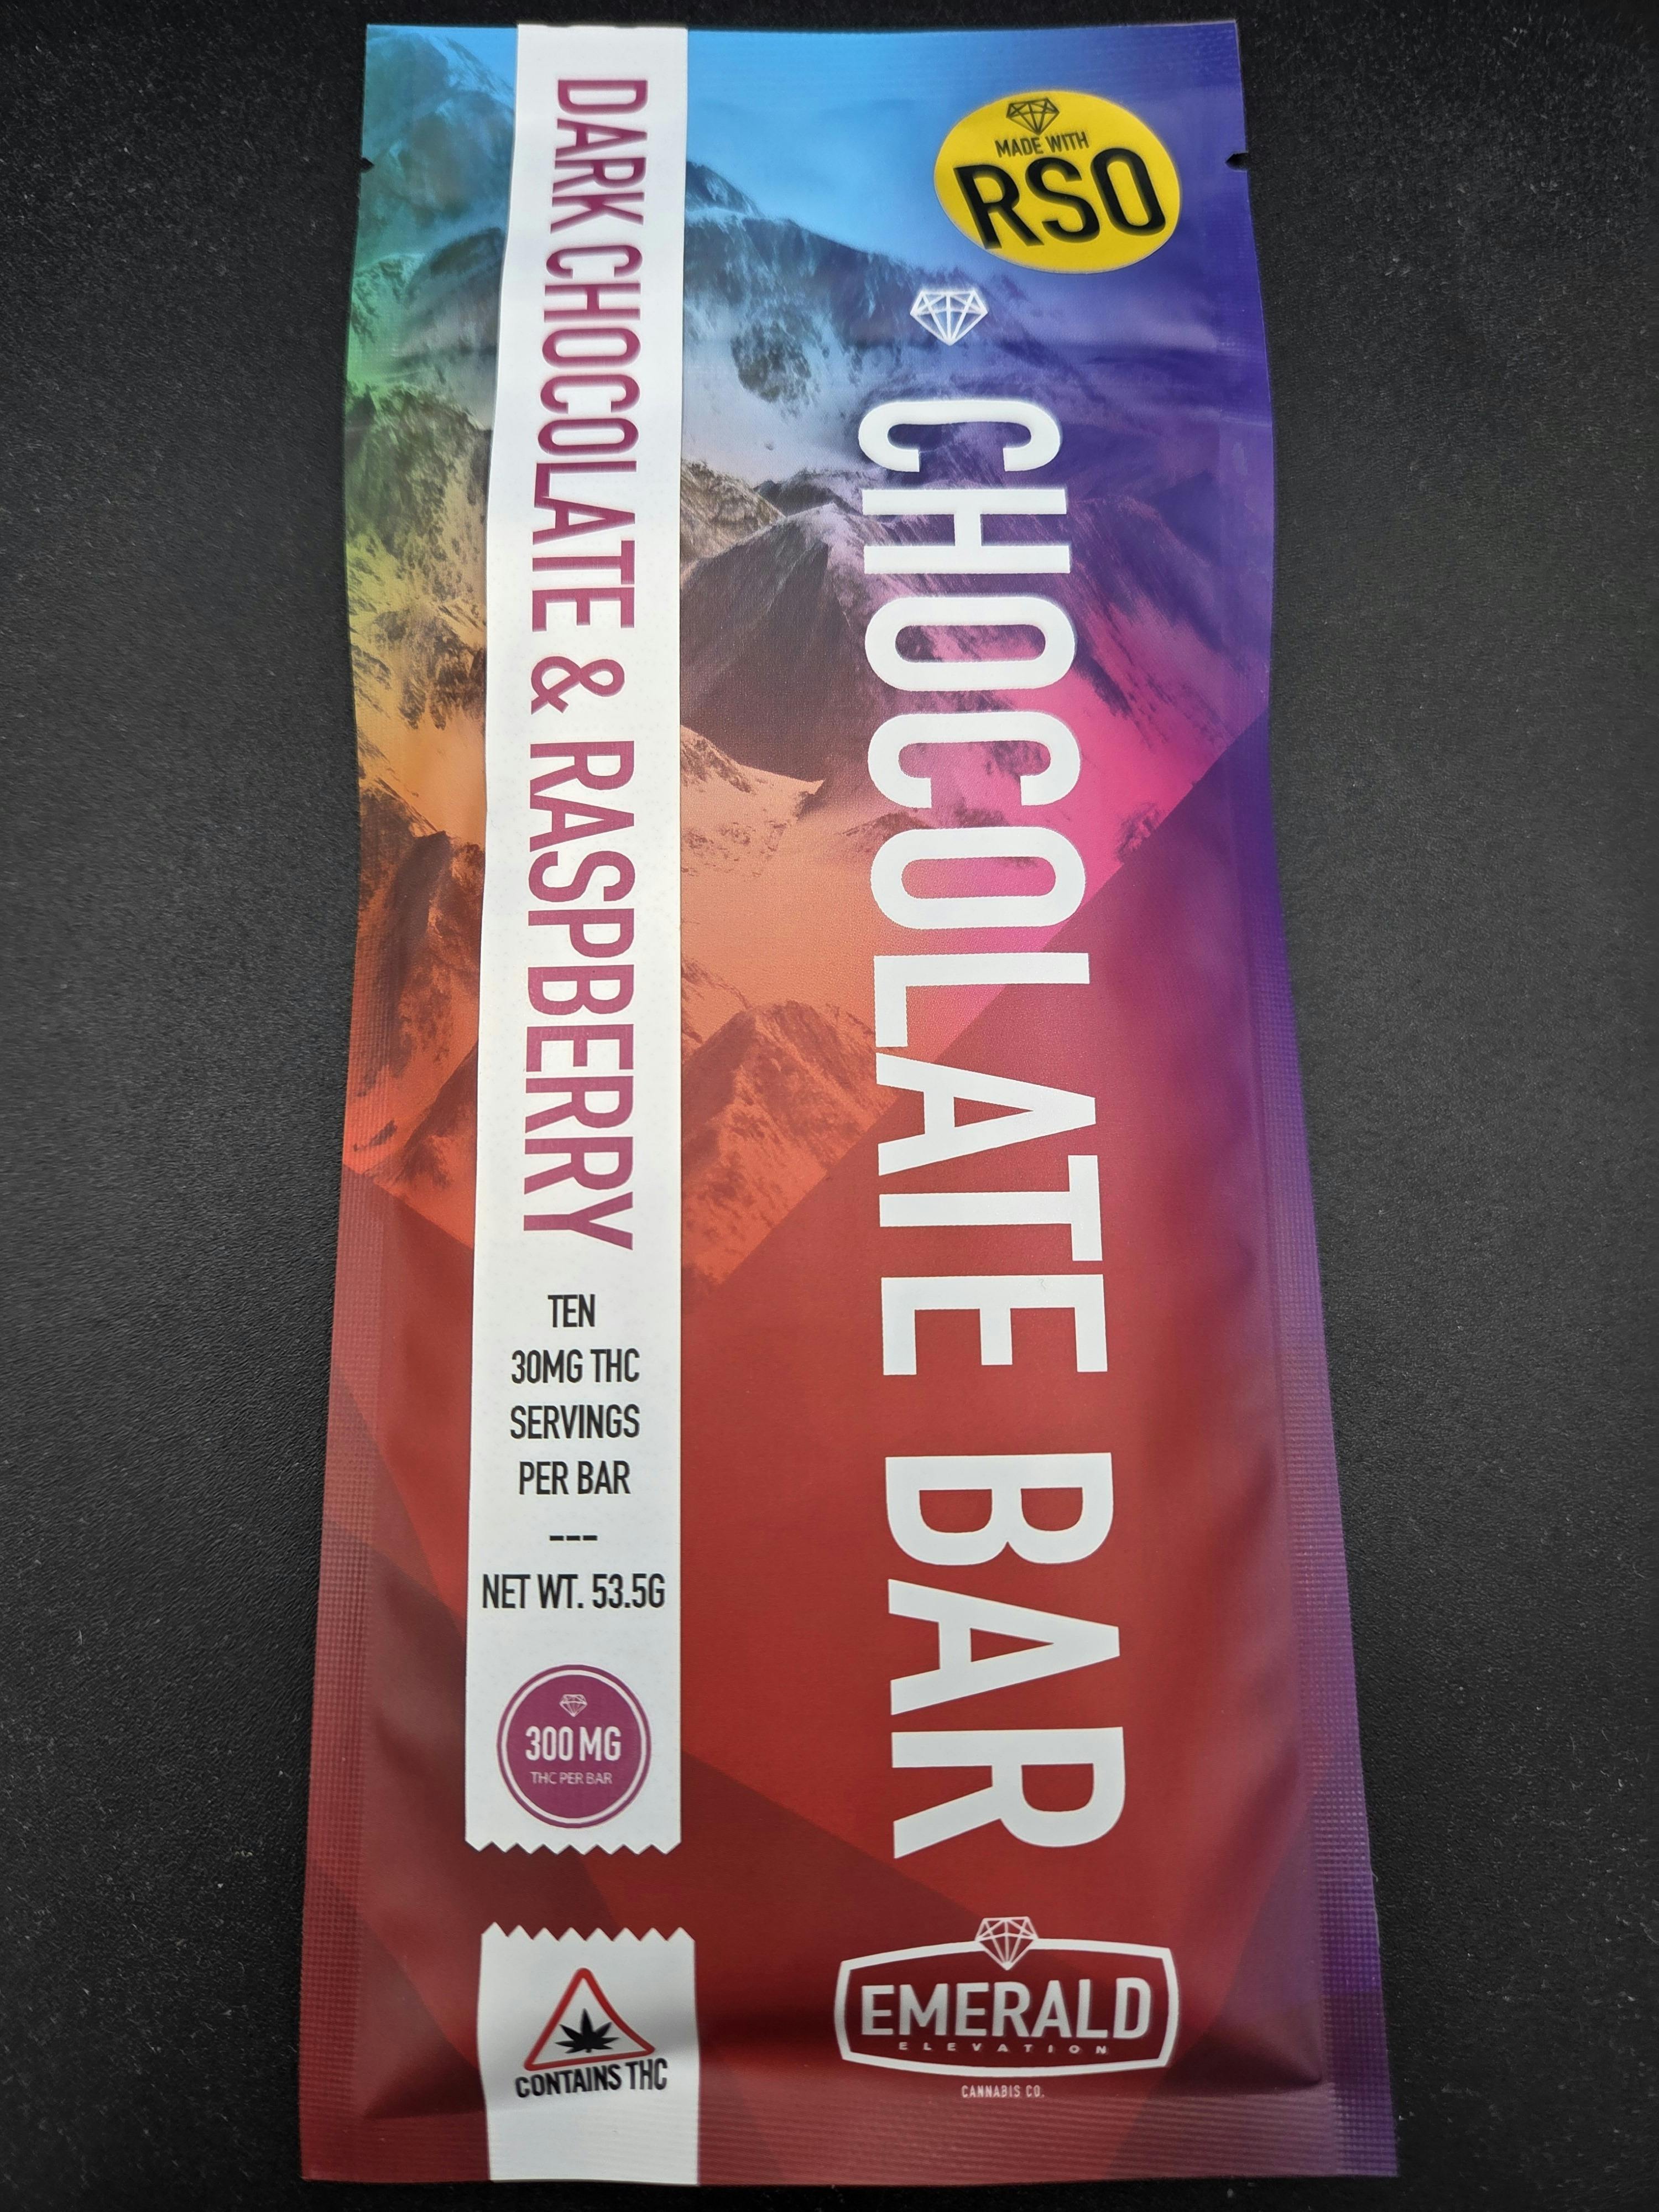 MADE WITH
RSO
CHOCOLATE BAR
DARK CHOCOLATE & RASPBERRY
TEN
30MG THC
SERVINGS
PER BAR
---
NET WT. 53.5G
300 MG
THC PER BAR
CONTAINS THC
EMERALD
ELEVATION
CANNABIS CO.